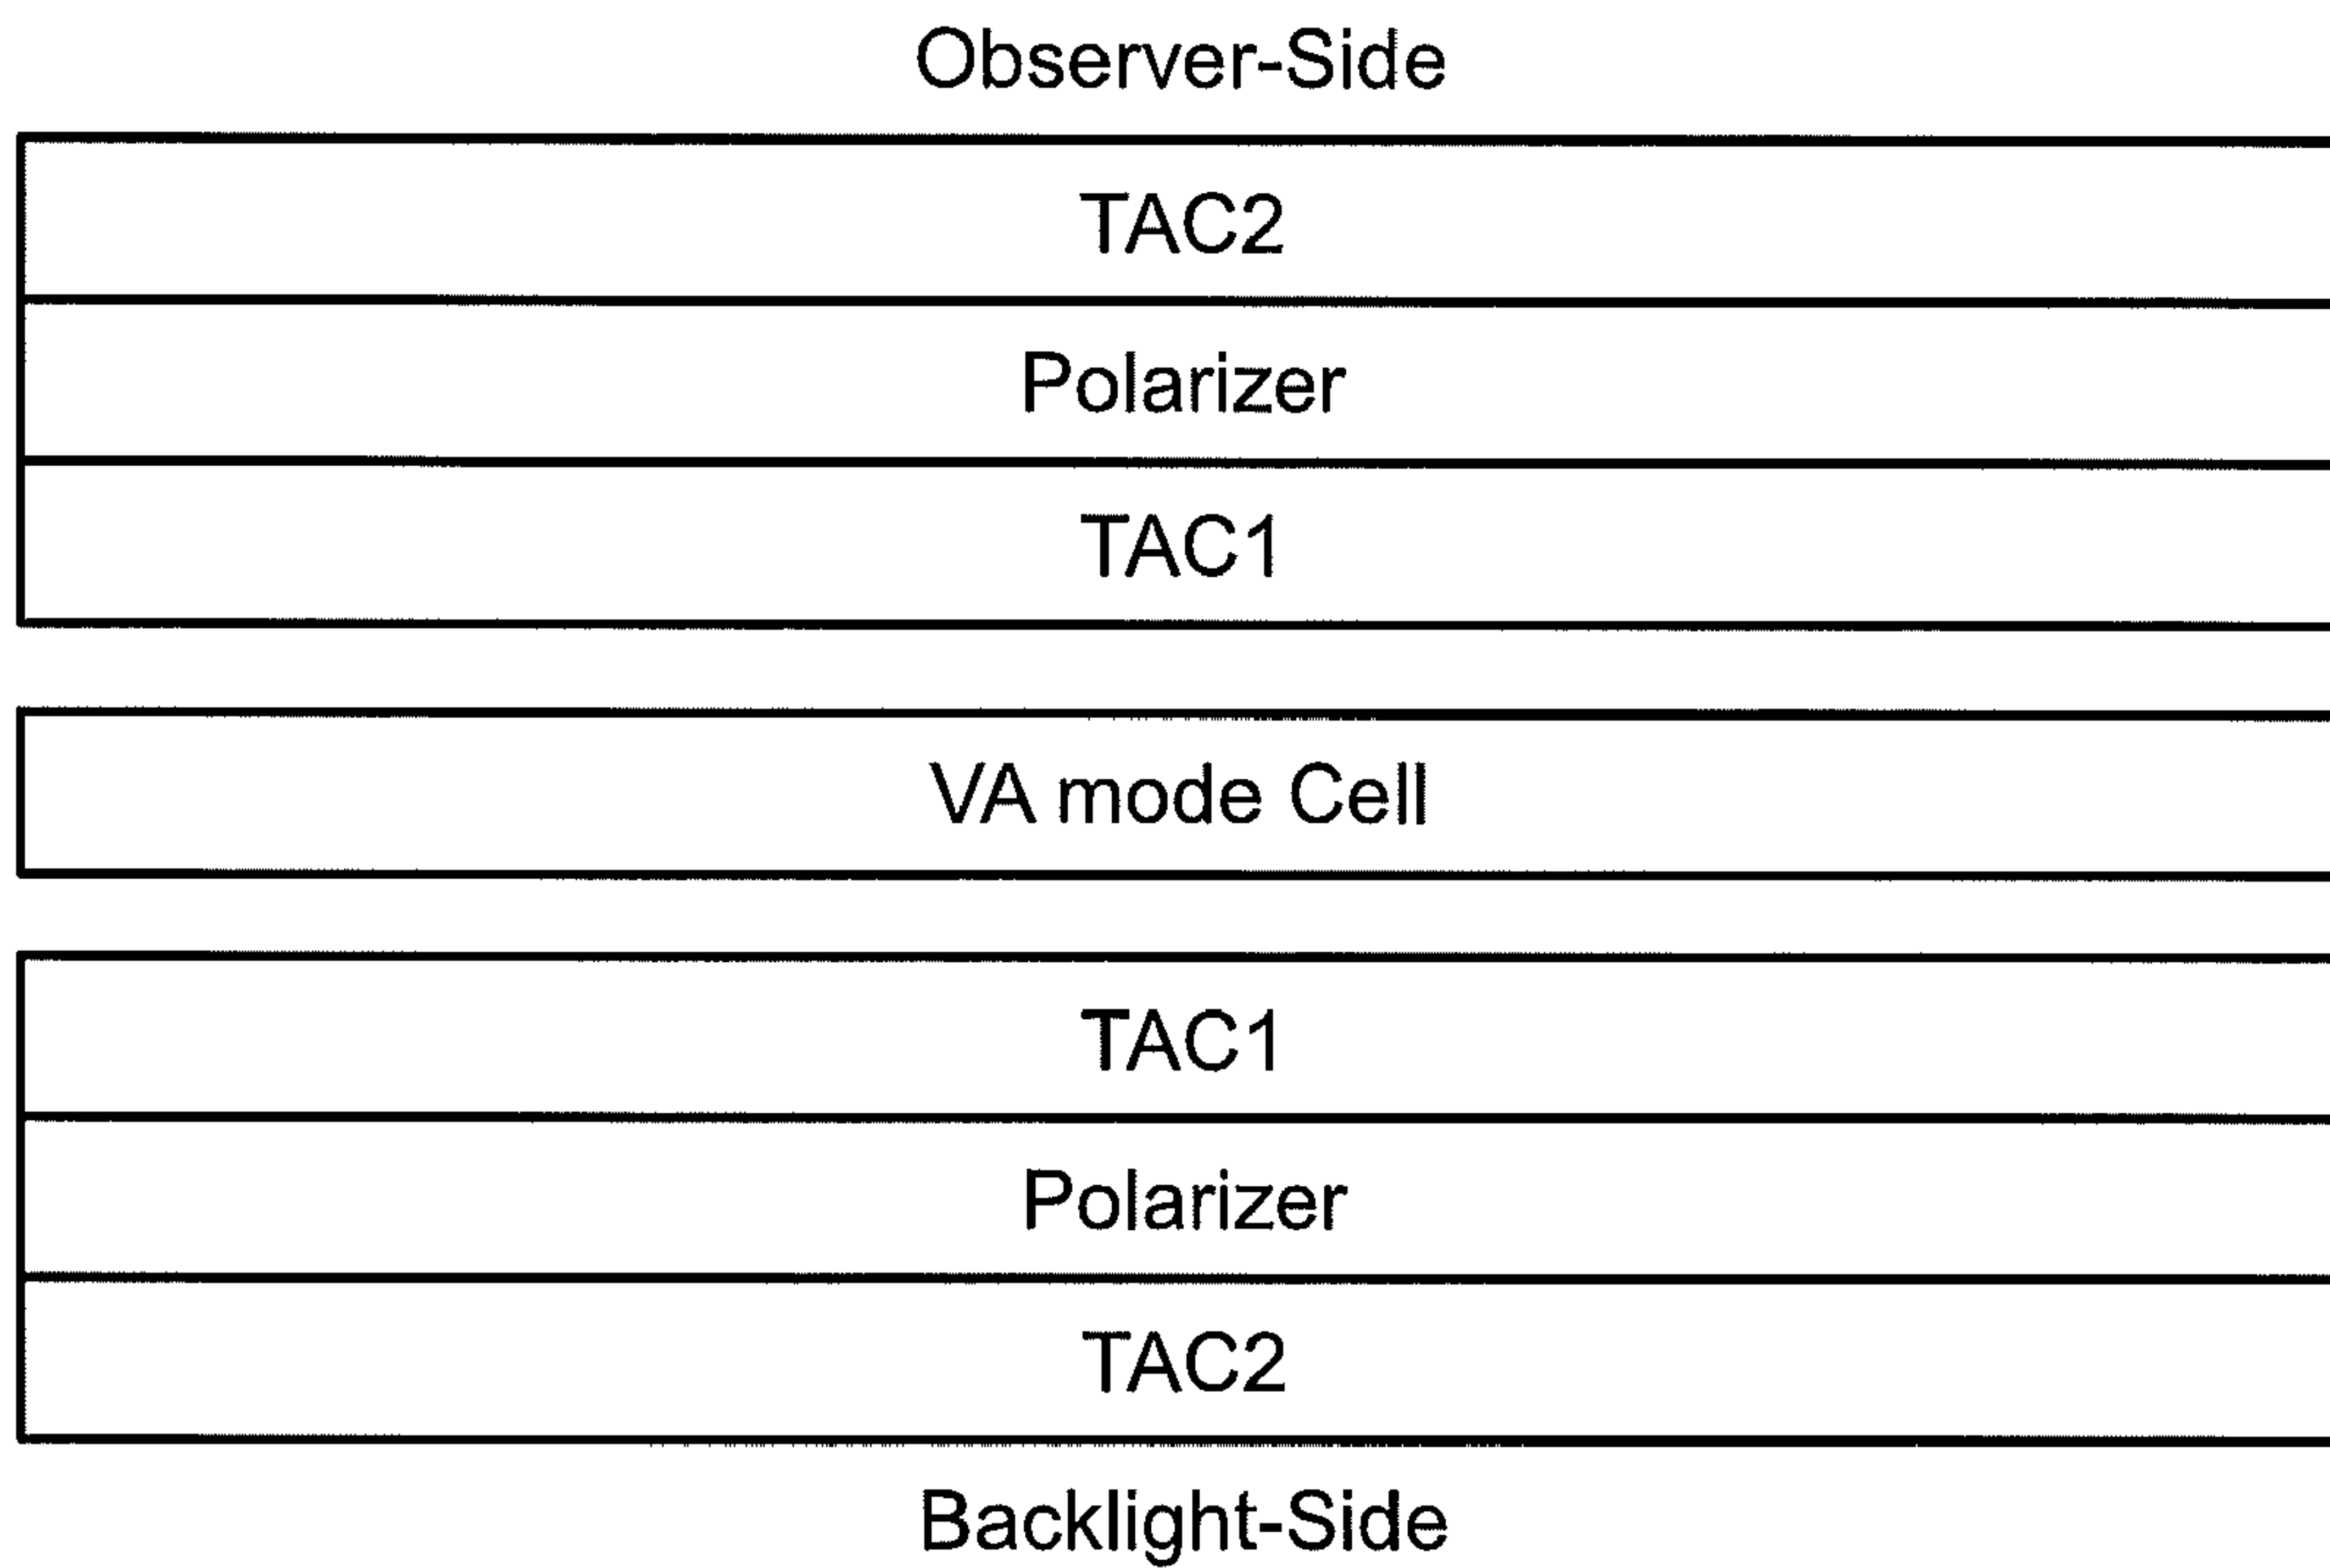 Observer-Side
TAC2
Polarizer
TAC1
VA mode Cell
TAC1
Polarizer
TAC2
Backlight-Side